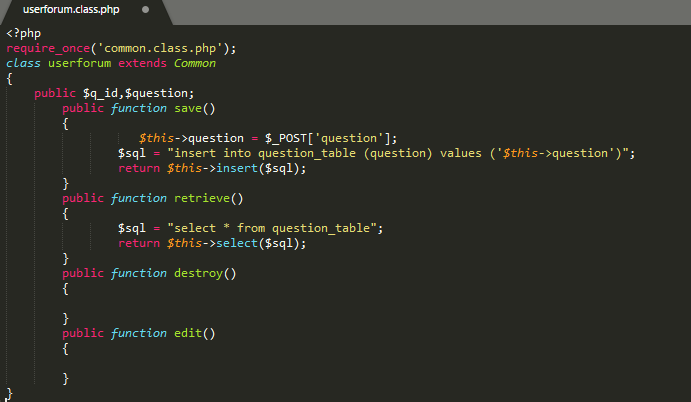 userforum.class.php
<?php
require_once('common.class.php');
class userforum extends Common
{
public $q_id,$question;
public function save()
{
$this->question = $_POST['question'];
$sql = "insert into question_table (question) values ('$this->question')";
return $this->insert($sql);
}
public function retrieve()
{
$sql = "select * from question_table";
return $this->select($sql);
}
public function destroy()
{
}
public function edit()
{
}
}